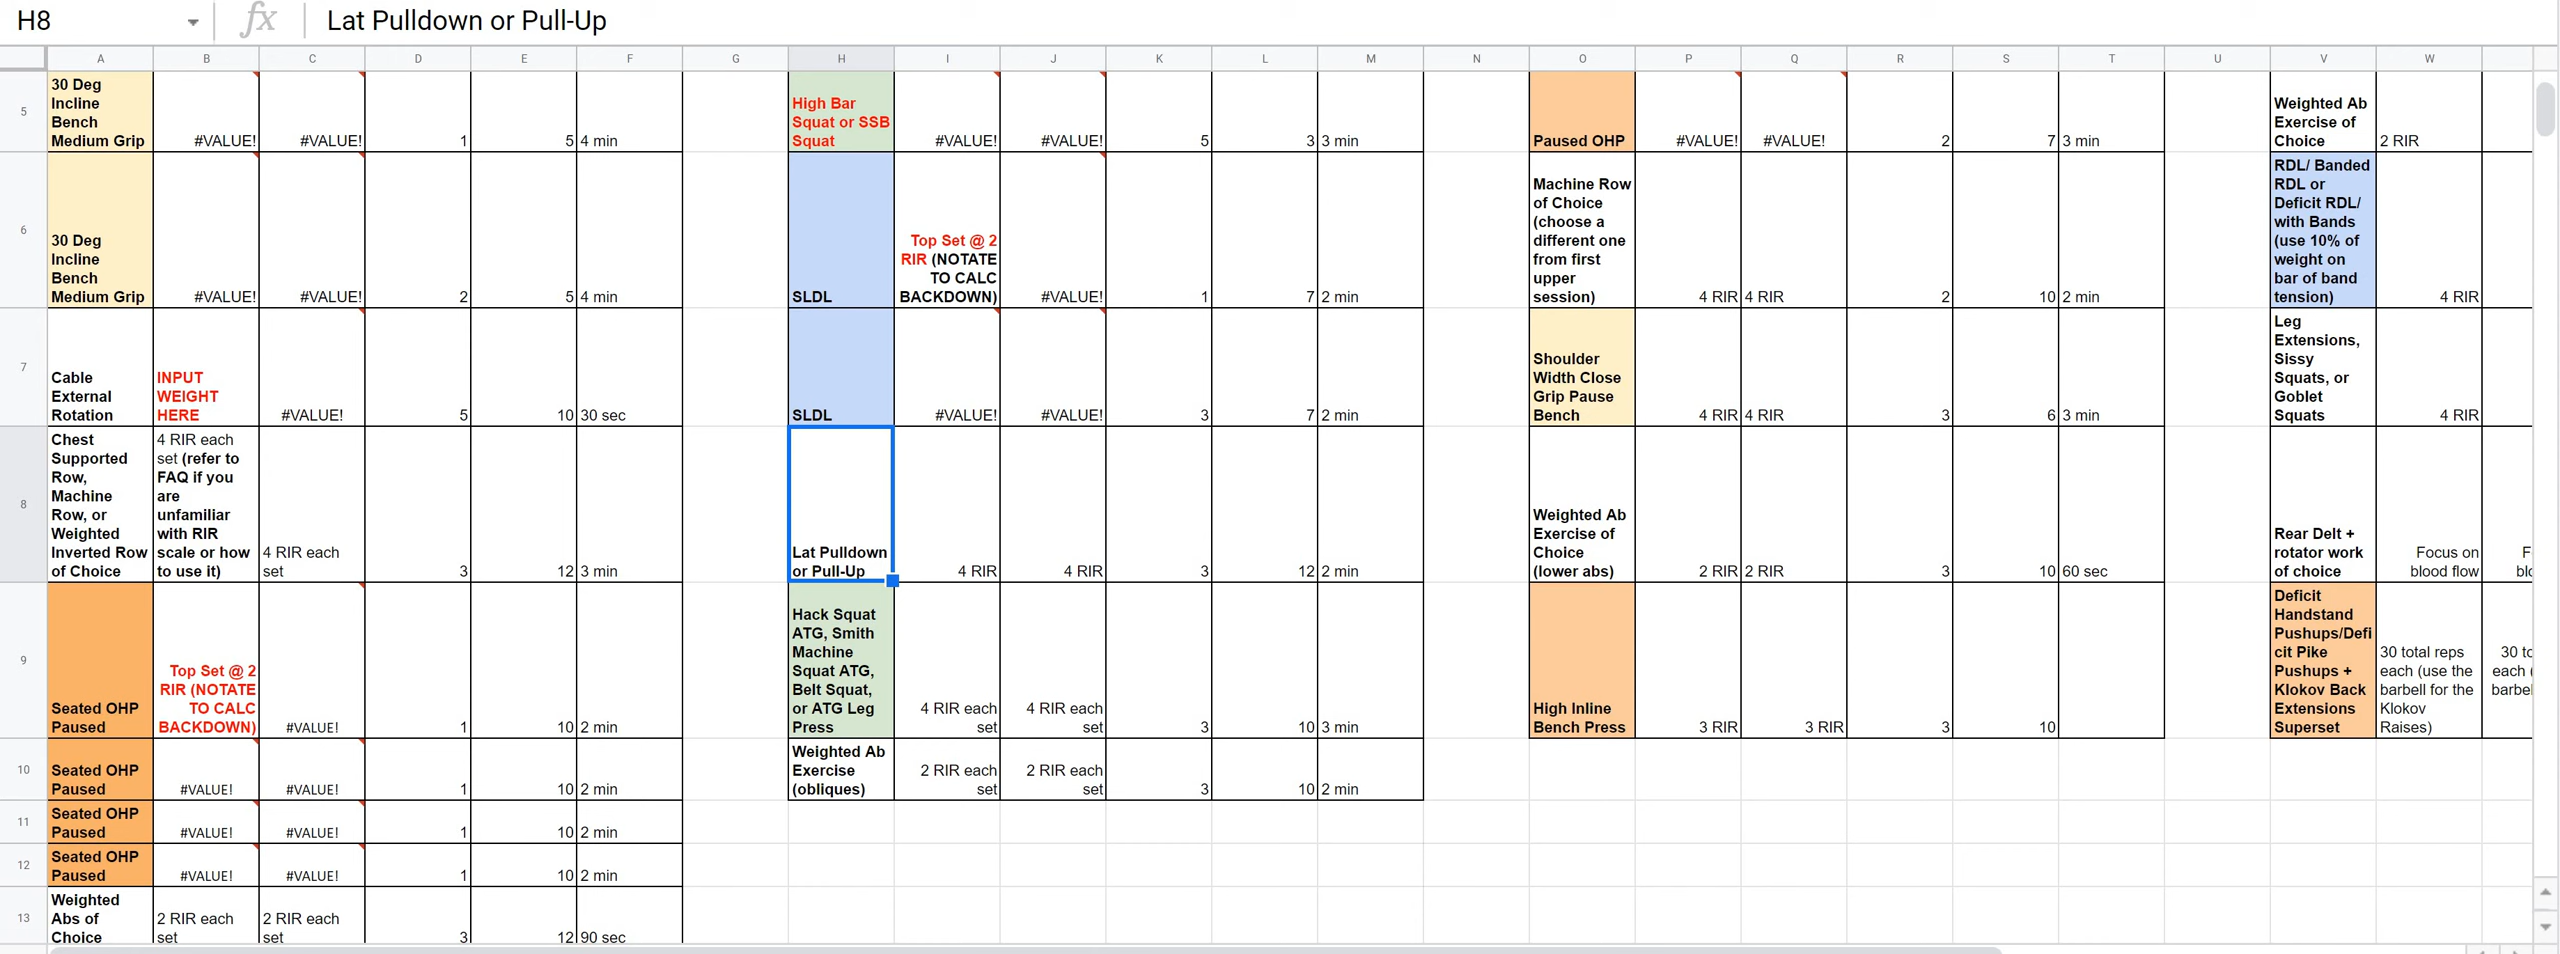 H8 fx Lat Pulldown or Pull-Up
A B C D E F G H I J K L M N O P Q R S T U V W
5
30 Deg
Incline
Bench
Medium Grip
#VALUE! #VALUE! 1 5 4 min
High Bar
Squat or SSB
Squat
#VALUE! #VALUE! 5 3 3 min
Paused OHP
#VALUE! #VALUE! 2 7 3 min
Weighted Ab
Exercise of
Choice
2 RIR
6
30 Deg
Incline
Bench
Medium Grip
#VALUE! #VALUE! 2 5 4 min
SLDL
Top Set @ 2
RIR (NOTATE
TO CALC
BACKDOWN)
#VALUE! 1 7 2 min
Machine Row
of Choice
(choose a
different one
from first
upper
session)
4 RIR 4 RIR 2 10 2 min
RDL/ Banded
RDL or
Deficit RDL/
with Bands
(use 10% of
weight on
bar of band
tension)
4 RIR
7
Cable
External
Rotation
INPUT
WEIGHT
HERE
#VALUE! 5 10 30 sec
SLDL
#VALUE! #VALUE! 3 7 2 min
Shoulder
Width Close
Grip Pause
Bench
4 RIR 4 RIR 3 6 3 min
Leg
Extensions,
Sissy
Squats, or
Goblet
Squats
4 RIR
8
Chest
Supported
Row,
Machine
Row, or
Weighted
Inverted Row
of Choice
4 RIR each
set (refer to
FAQ if you
are
unfamiliar
with RIR
scale or how
to use it)
4 RIR each
set
3 12 3 min
Lat Pulldown
or Pull-Up
4 RIR 4 RIR 3 12 2 min
Weighted Ab
Exercise of
Choice
(lower abs)
2 RIR 2 RIR 3 10 60 sec
Rear Delt +
rotator work
of choice
Focus on
blood flow
9
Seated OHP
Paused
Top Set @ 2
RIR (NOTATE
TO CALC
BACKDOWN)
#VALUE! 1 10 2 min
Hack Squat
ATG, Smith
Machine
Squat ATG,
Belt Squat,
or ATG Leg
Press
4 RIR each
set
4 RIR each
set
3 10 3 min
High Inline
Bench Press
3 RIR 3 RIR 3 10
Deficit
Handstand
Pushups/Defi
cit Pike
Pushups +
Klokov Back
Extensions
Superset
30 total reps
each (use the
barbell for the
Klokov
Raises)
30 to
each (
barbel
10
Seated OHP
Paused
#VALUE! #VALUE! 1 10 2 min
Weighted Ab
Exercise
(obliques)
2 RIR each
set
2 RIR each
set
3 10 2 min
11
Seated OHP
Paused
#VALUE! #VALUE! 1 10 2 min
12
Seated OHP
Paused
#VALUE! #VALUE! 1 10 2 min
13
Weighted
Abs of
Choice
2 RIR each
set
2 RIR each
set
3 12 90 sec